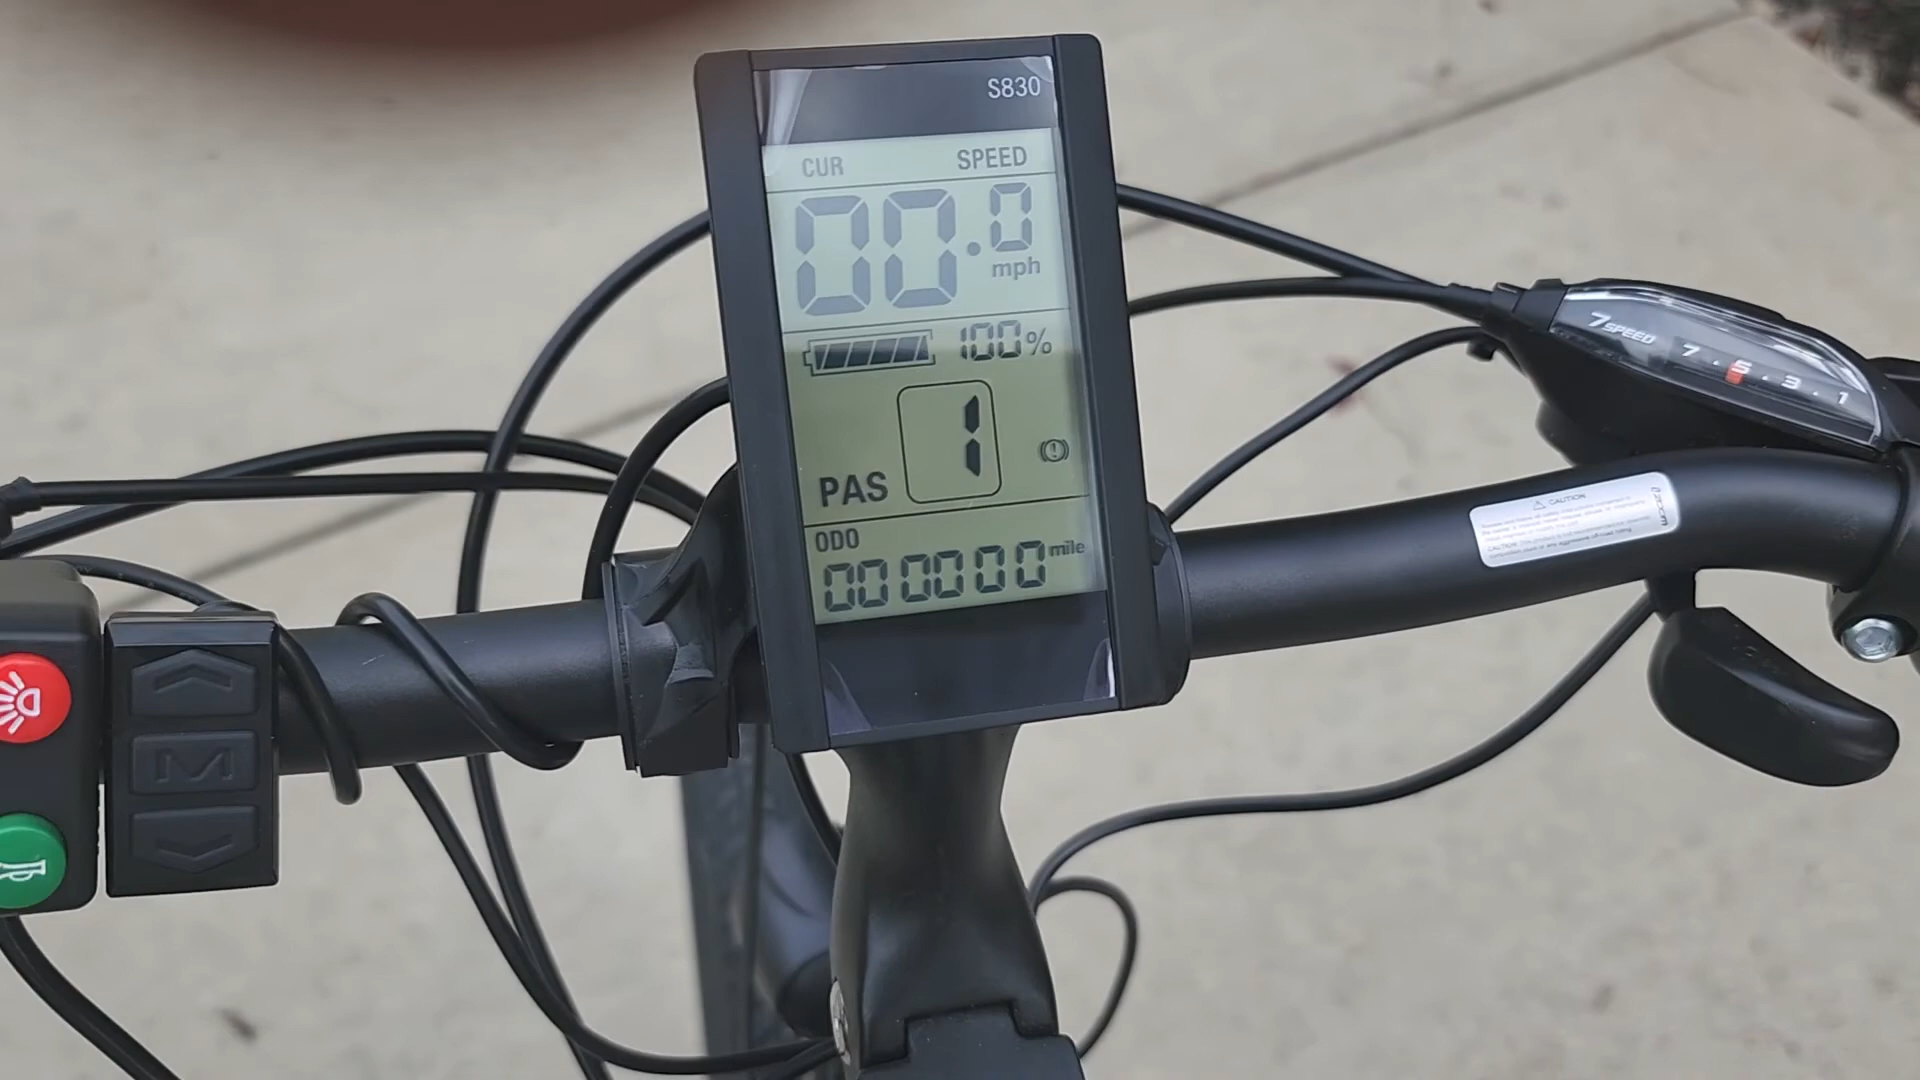 S830
CUR SPEED
00.0
mph
100%
PAS 1
ODO
000000 mile
7 SPEED
7 · 5 · 3 · 1
CAUTION
zoom
M